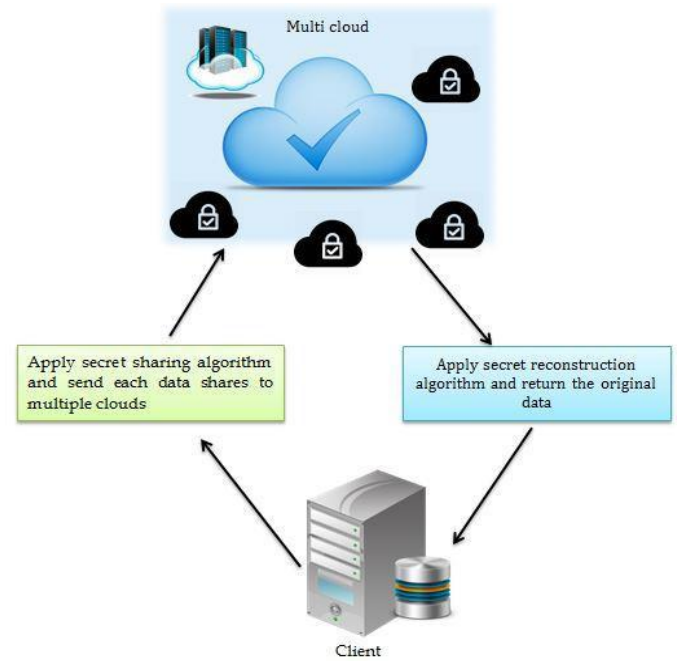 Multi cloud
Apply secret sharing algorithm
and send each data shares to
multiple clouds
Apply secret reconstruction
algorithm and return the original
data
Client